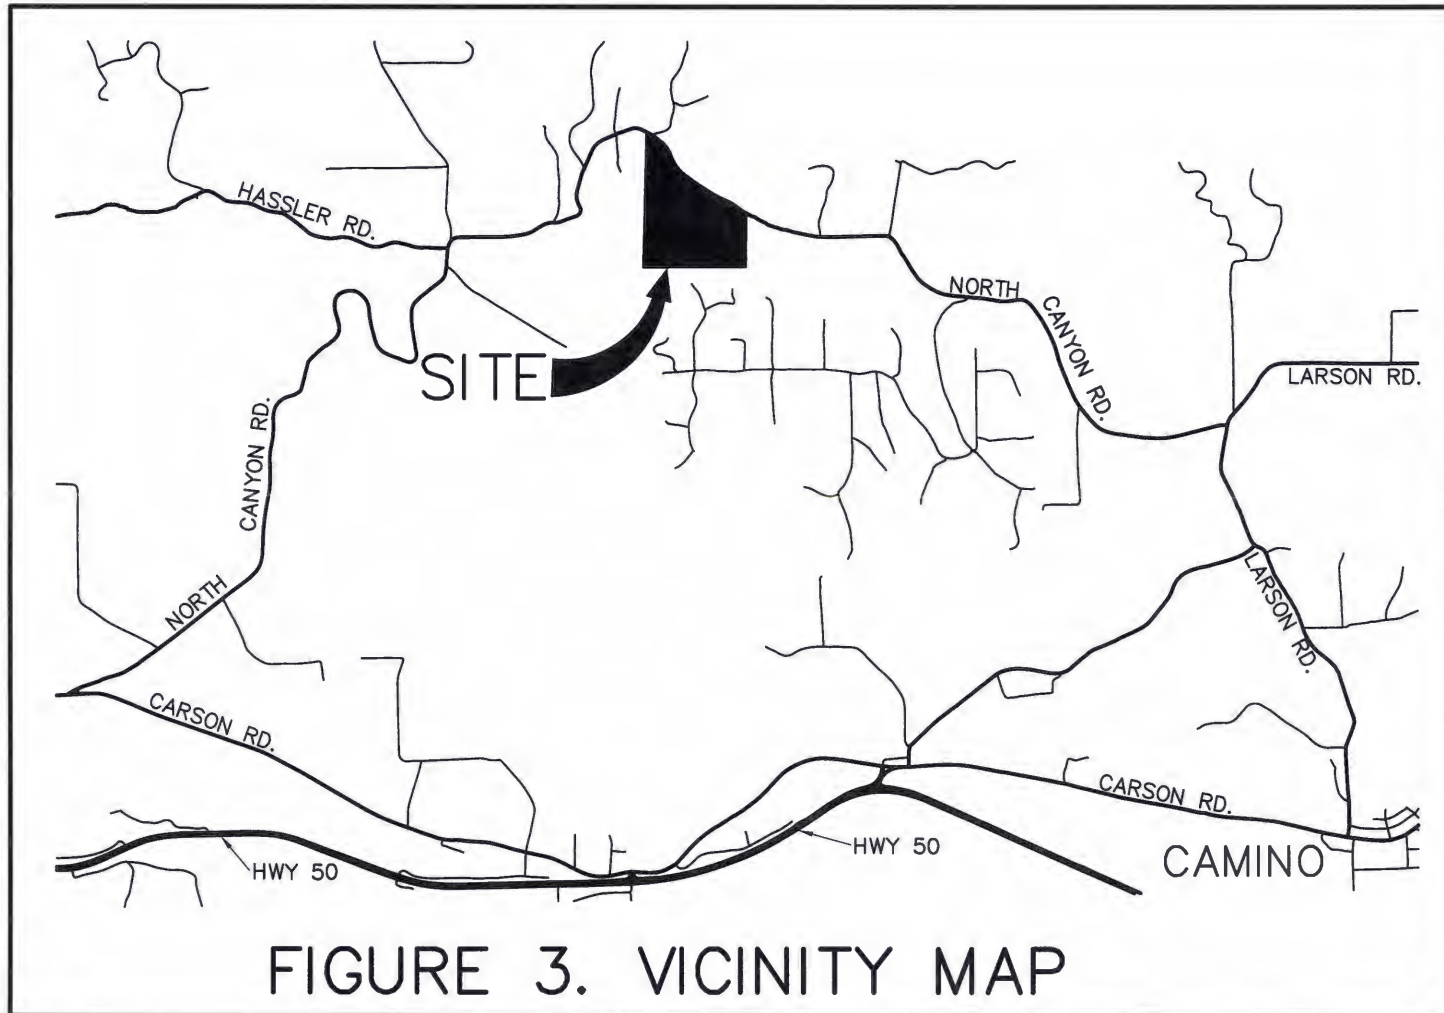 HASSLER RD.
NORTH
CANYON RD.
LARSON RD.
SITE
CANYON RD.
NORTH
LARSON RD.
CARSON RD.
CARSON RD.
HWY 50
HWY 50
CAMINO
FIGURE 3. VICINITY MAP